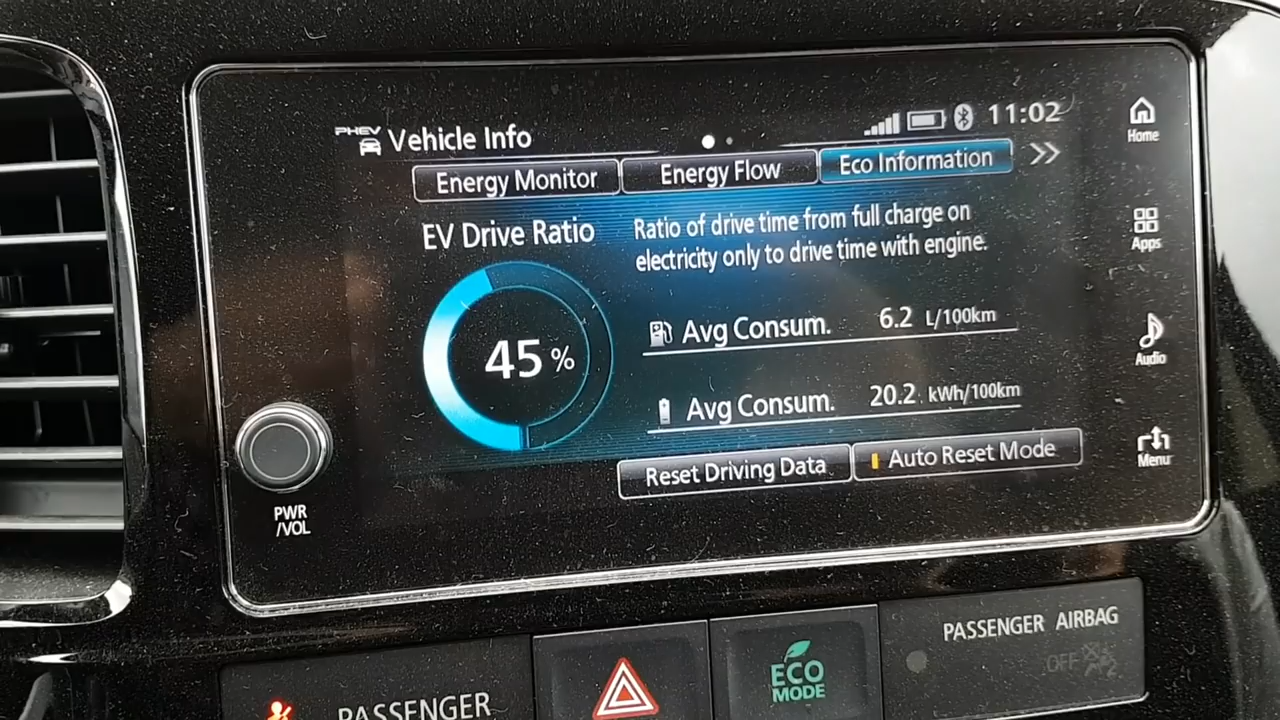 PHEV
Vehicle Info
11:02
Energy Monitor
Energy Flow
Eco Information
EV Drive Ratio
Ratio of drive time from full charge on
electricity only to drive time with engine.
45 %
Avg Consum. 6.2 L/100km
Avg Consum. 20.2 kWh/100km
Reset Driving Data
Auto Reset Mode
Home
Apps
Audio
Menu
PWR
/VOL
PASSENGER
ECO
MODE
PASSENGER AIRBAG
OFF